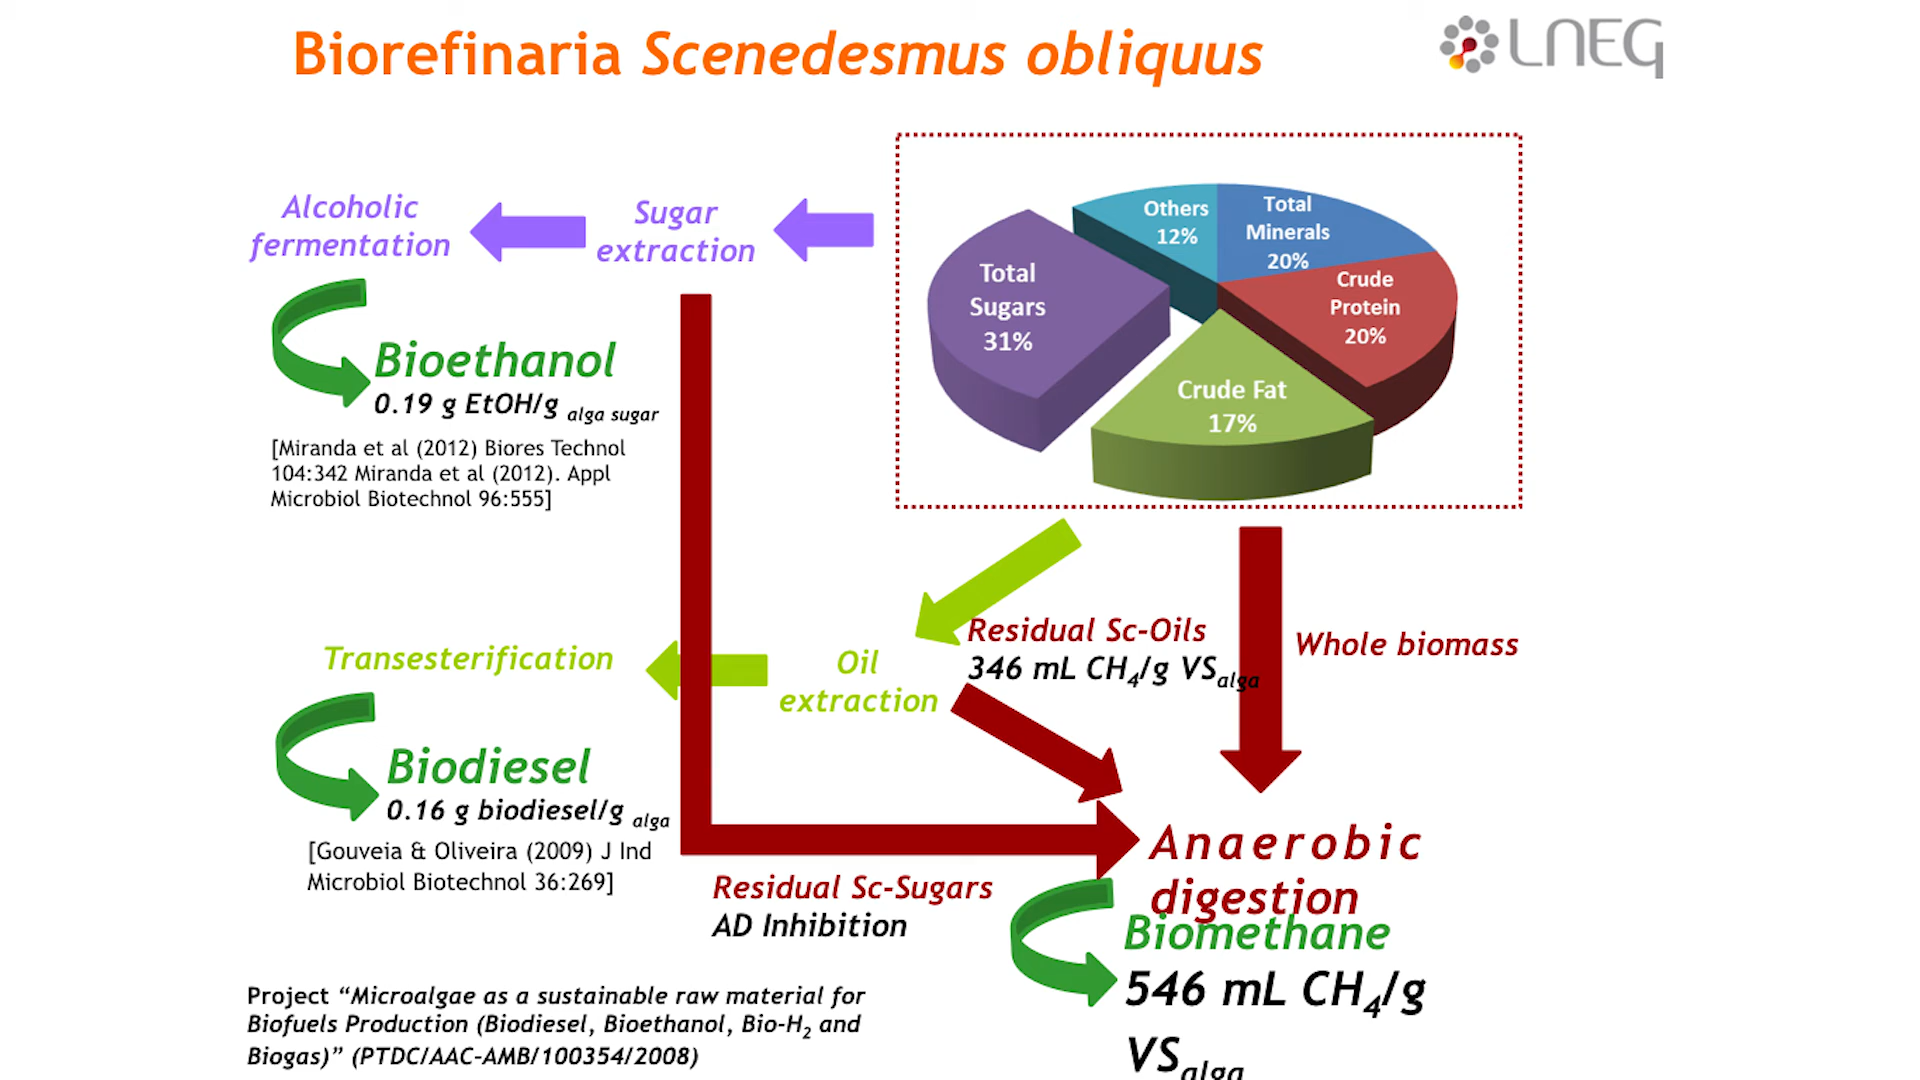 Biorefinaria Scenedesmus obliquus
LNEG
Alcoholic
fermentation
Sugar
extraction
Others
12%
Total
Minerals
20%
Crude
Protein
20%
Total
Sugars
31%
Crude Fat
17%
Bioethanol
0.19 g EtOH/g alga sugar
[Miranda et al (2012) Biores Technol
104:342 Miranda et al (2012). Appl
Microbiol Biotechnol 96:555]
Transesterification
Oil
extraction
Residual Sc-Oils
346 mL CH4/g VSalga
Whole biomass
Biodiesel
0.16 g biodiesel/g alga
[Gouveia & Oliveira (2009) J Ind
Microbiol Biotechnol 36:269]
Residual Sc-Sugars
AD Inhibition
Anaerobic
digestion
Biomethane
546 mL CH4/g
VSalga
Project “Microalgae as a sustainable raw material for
Biofuels Production (Biodiesel, Bioethanol, Bio-H2 and
Biogas)” (PTDC/AAC-AMB/100354/2008)